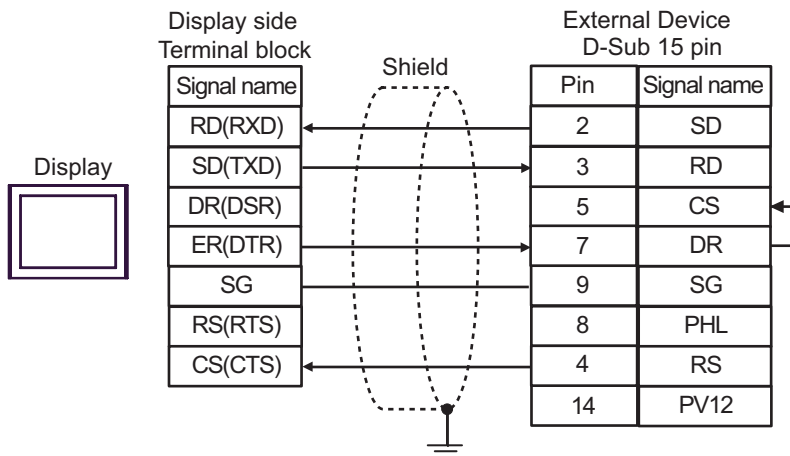 Display side
Terminal block
External Device
D-Sub 15 pin
Shield
Display
Signal name
RD(RXD)
SD(TXD)
DR(DSR)
ER(DTR)
SG
RS(RTS)
CS(CTS)
Pin Signal name
2 SD
3 RD
5 CS
7 DR
9 SG
8 PHL
4 RS
14 PV12